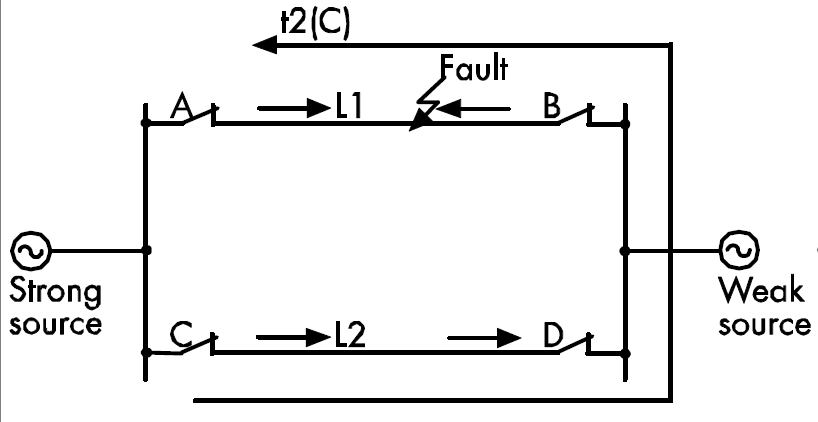 t2(C)
Fault
A
L1
B
Strong
source
Weak
source
C
L2
D